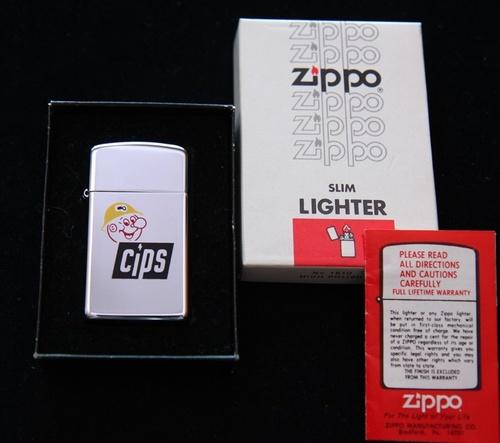 zippo
SLIM
LIGHTER
cips
PLEASE READ
ALL DIRECTIONS
AND CAUTIONS
CAREFULLY
FULL LIFETIME WARRANTY
This lighter or any Zippo lighter,
when returned to our factory, will
be put in first-class mechanical
condition free of charge. We have
never charged a cent for the repair
of a ZIPPO regardless of its age or
condition. This warranty gives you
specific legal rights and you may
also have other rights which vary
from state to state.
THE FINISH IS EXCLUDED
FROM THIS WARRANTY.
zippo
For The Light of Your Life
ZIPPO MANUFACTURING CO.
Bradford, Pa. 16701